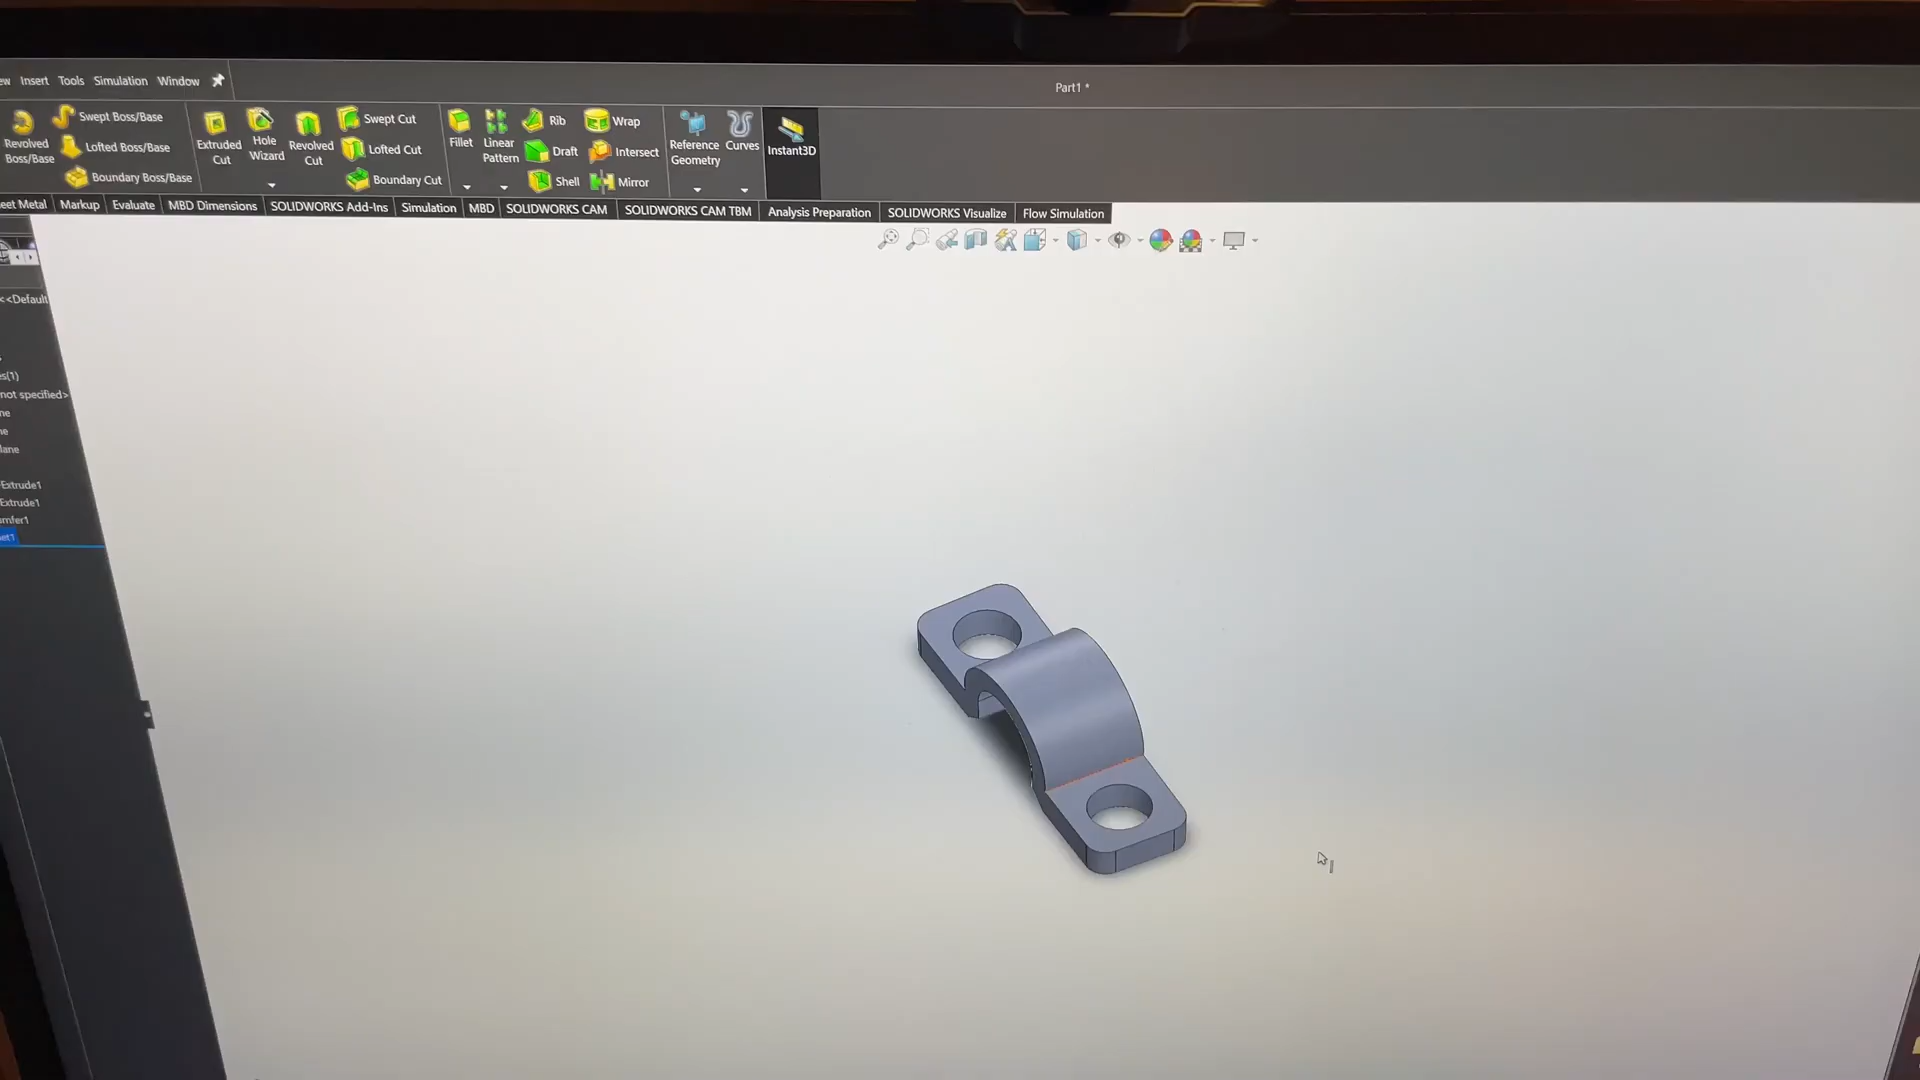 Insert Tools Simulation Window
Part1 *
Revolved Boss/Base
Swept Boss/Base
Lofted Boss/Base
Boundary Boss/Base
Extruded Cut
Hole Wizard
Revolved Cut
Swept Cut
Lofted Cut
Boundary Cut
Fillet
Linear Pattern
Rib
Draft
Shell
Wrap
Intersect
Mirror
Reference Geometry
Curves
Instant3D
eet Metal Markup Evaluate MBD Dimensions SOLIDWORKS Add-Ins Simulation MBD SOLIDWORKS CAM SOLIDWORKS CAM TBM Analysis Preparation SOLIDWORKS Visualize Flow Simulation
<<Default
es(1)
not specified>
ne
ne
lane
Extrude1
Extrude1
mfer1
et1